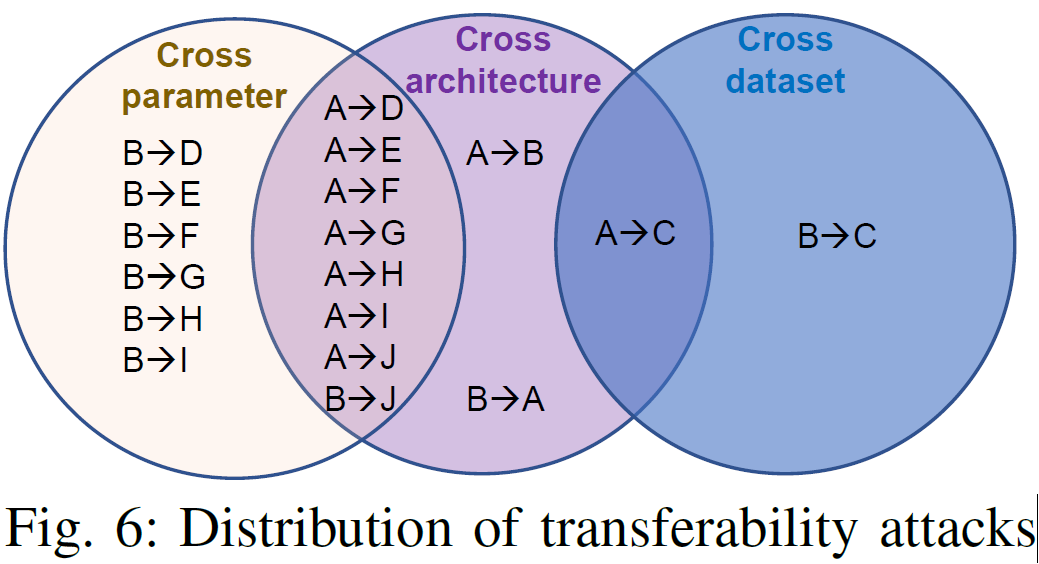 Cross
parameter
B→D
B→E
B→F
B→G
B→H
B→I
A→D
A→E
A→F
A→G
A→H
A→I
A→J
B→J
Cross
architecture
A→B
B→A
A→C
Cross
dataset
B→C
Fig. 6: Distribution of transferability attacks